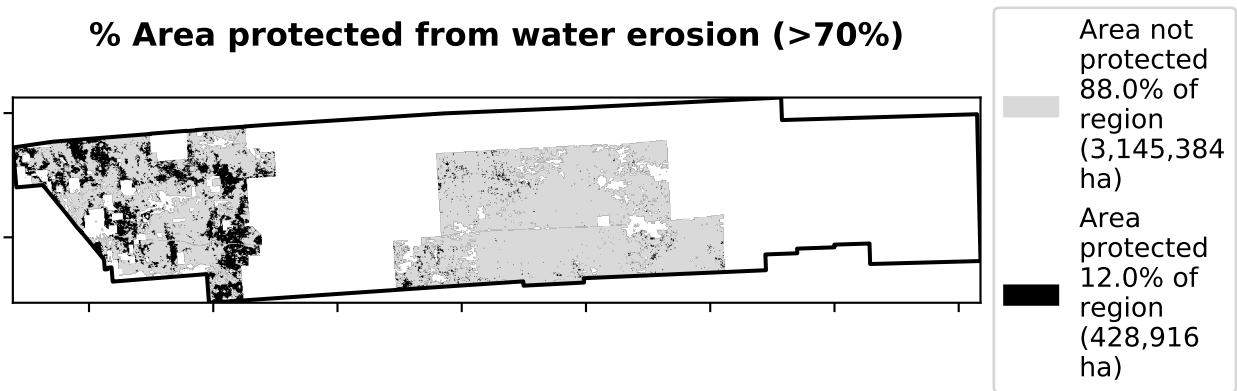 % Area protected from water erosion (>70%)
Area not
protected
88.0% of
region
(3,145,384
ha)
Area
protected
12.0% of
region
(428,916
ha)